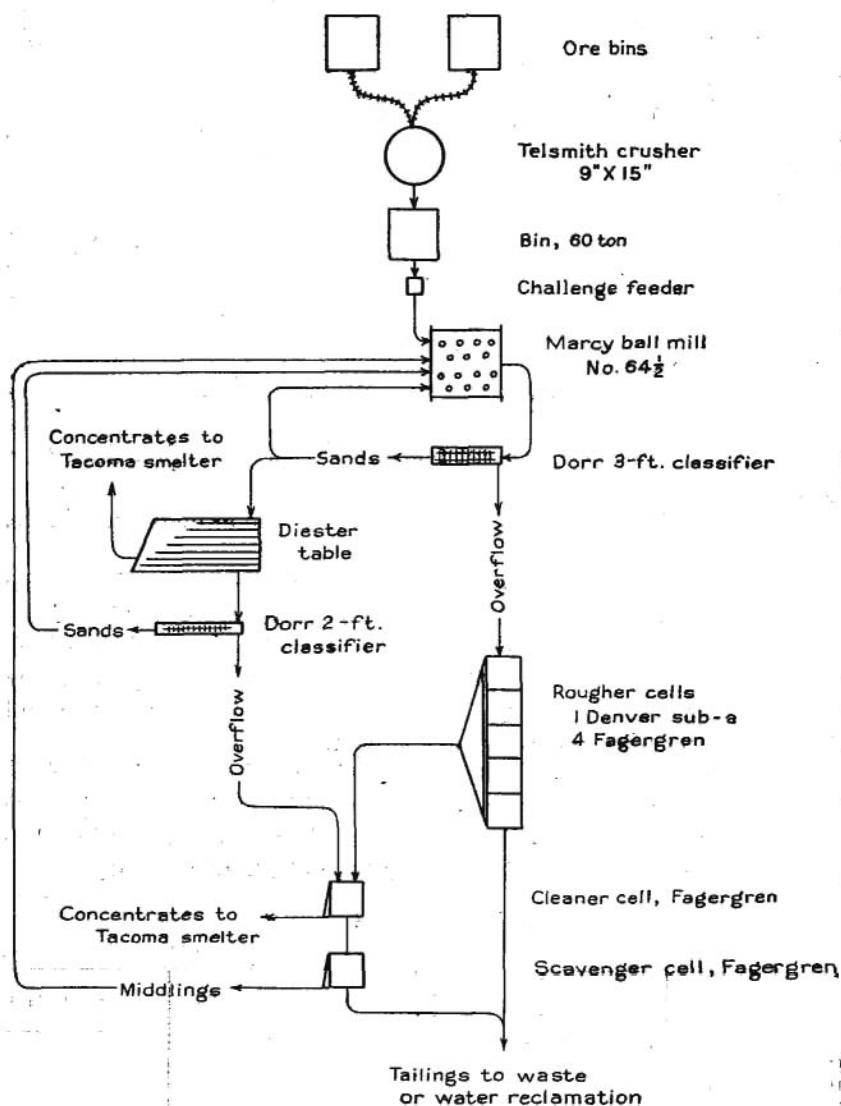 Ore bins
Telsmith crusher
9"X15"
Bin, 60 ton
Challenge feeder
Marcy ball mill
No. 64½
Concentrates to
Tacoma smelter
Sands
Dorr 3-ft. classifier
Diester
table
Overflow
Sands
Dorr 2-ft.
classifier
Overflow
Rougher cells
1 Denver sub-a
4 Fagergren
Cleaner cell, Fagergren
Concentrates to
Tacoma smelter
Scavenger cell, Fagergren
Middlings
Tailings to waste
or water reclamation